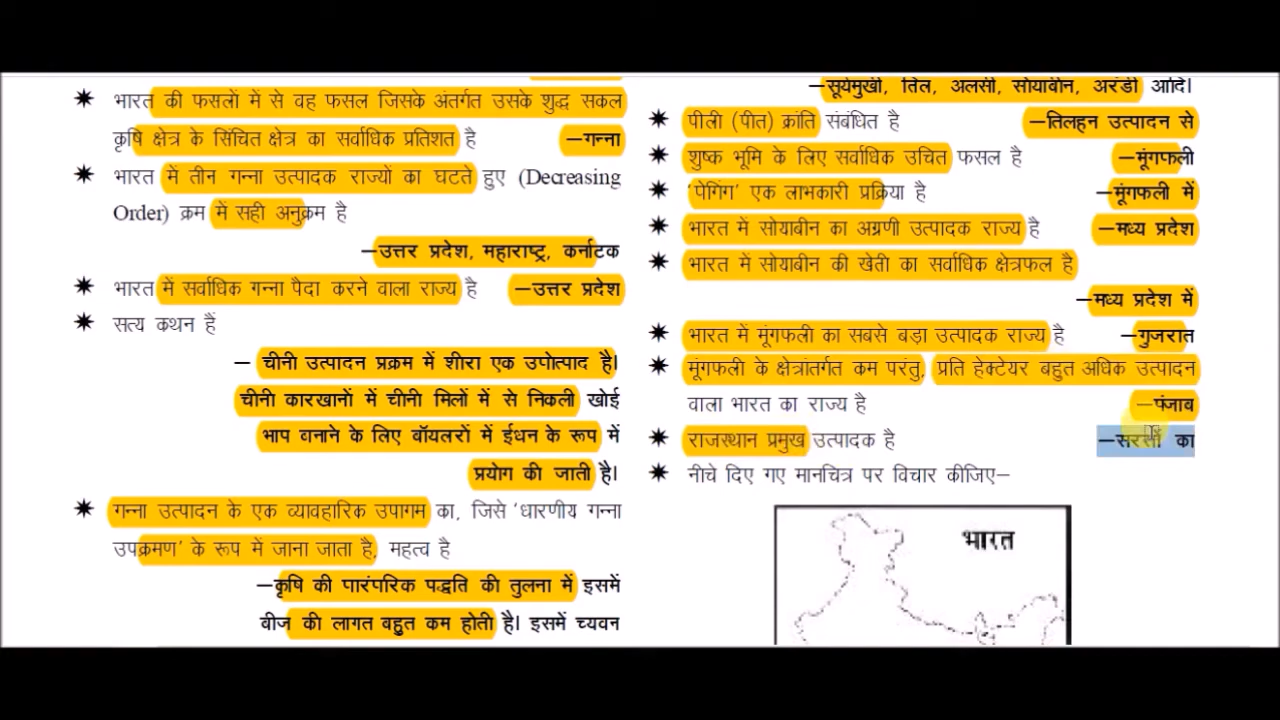 ✷ भारत की फसलों में से वह फसल जिसके अंतर्गत उसके शुद्ध सकल
कृषि क्षेत्र के सिंचित क्षेत्र का सर्वाधिक प्रतिशत है –गन्ना
✷ भारत में तीन गन्ना उत्पादक राज्यों का घटते हुए (Decreasing
Order) क्रम में सही अनुक्रम है
–उत्तर प्रदेश, महाराष्ट्र, कर्नाटक
✷ भारत में सर्वाधिक गन्ना पैदा करने वाला राज्य है –उत्तर प्रदेश
✷ सत्य कथन हैं
– चीनी उत्पादन प्रक्रम में शीरा एक उपोत्पाद है।
चीनी कारखानों में चीनी मिलों में से निकली खोई
भाप बनाने के लिए बॉयलरों में ईधन के रूप में
प्रयोग की जाती है।
✷ गन्ना उत्पादन के एक व्यावहारिक उपागम का, जिसे 'धारणीय गन्ना
उपक्रमण' के रूप में जाना जाता है, महत्व है
–कृषि की पारंपरिक पद्धति की तुलना में इसमें
बीज की लागत बहुत कम होती है। इसमें च्यवन
–सूर्यमुखी, तिल, अलसी, सोयाबीन, अरंडी आदि।
✷ पीली (पीत) क्रांति संबंधित है –तिलहन उत्पादन से
✷ शुष्क भूमि के लिए सर्वाधिक उचित फसल है –मूंगफली
✷ 'पेगिंग' एक लाभकारी प्रक्रिया है –मूंगफली में
✷ भारत में सोयाबीन का अग्रणी उत्पादक राज्य है –मध्य प्रदेश
✷ भारत में सोयाबीन की खेती का सर्वाधिक क्षेत्रफल है
–मध्य प्रदेश में
✷ भारत में मूंगफली का सबसे बड़ा उत्पादक राज्य है –गुजरात
✷ मूंगफली के क्षेत्रांतर्गत कम परंतु, प्रति हेक्टेयर बहुत अधिक उत्पादन
वाला भारत का राज्य है –पंजाब
✷ राजस्थान प्रमुख उत्पादक है –सरसों का
✷ नीचे दिए गए मानचित्र पर विचार कीजिए–
भारत